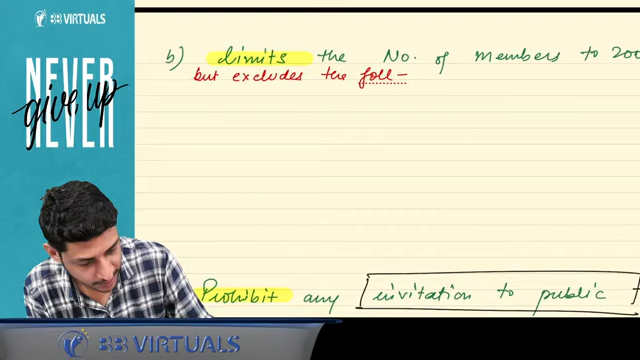 BB VIRTUALS
NEVER
give up
NEVER
b) Limits the No. of members to 200
but excludes the foll-
Prohibit any invitation to public
BB VIRTUALS